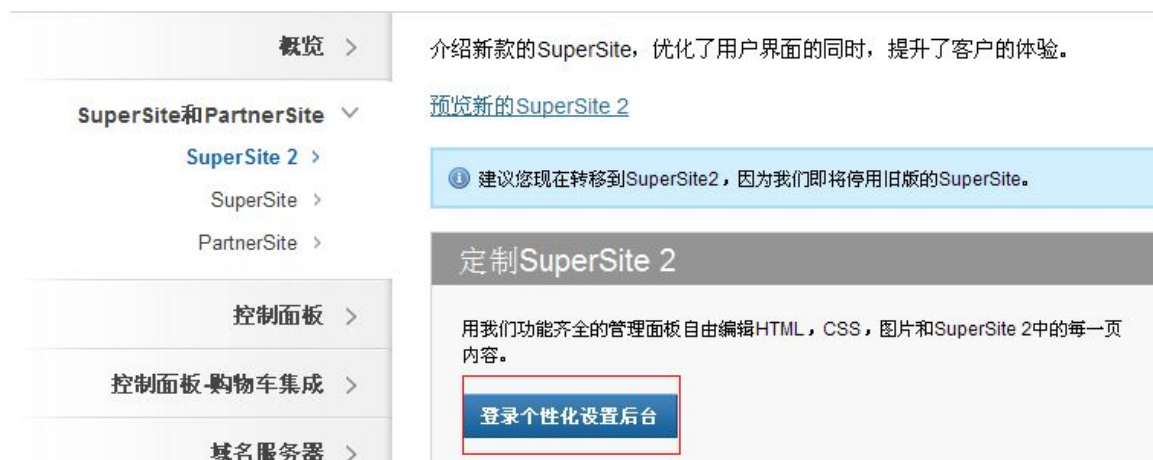 概览
SuperSite和PartnerSite
SuperSite 2
SuperSite
PartnerSite
控制面板
控制面板-购物车集成
域名服务器
介绍新款的SuperSite，优化了用户界面的同时，提升了客户的体验。
预览新的SuperSite 2
建议您现在转移到SuperSite2，因为我们即将停用旧版的SuperSite。
定制SuperSite 2
用我们功能齐全的管理面板自由编辑HTML，CSS，图片和SuperSite 2中的每一页
内容。
登录个性化设置后台